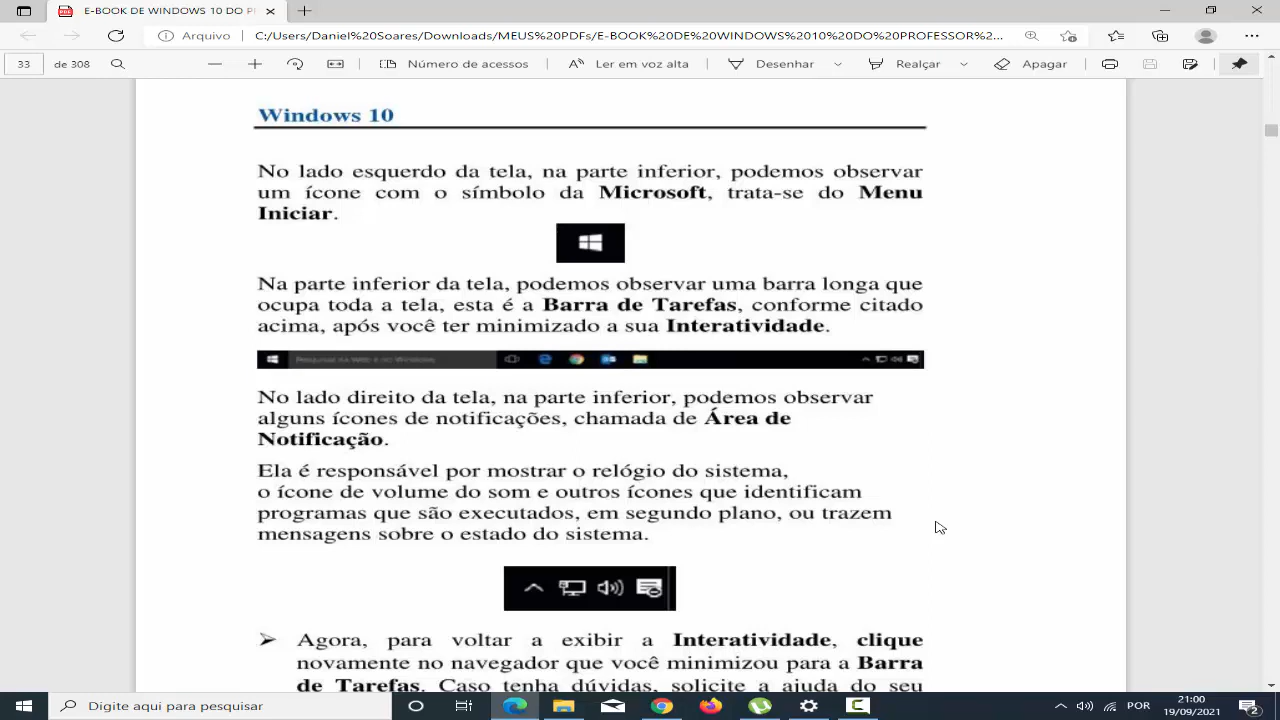 E-BOOK DE WINDOWS 10 DO P
Arquivo
C:/Users/Daniel%20Soares/Downloads/MEUS%20PDFs/E-BOOK%20DE%20WINDOWS%2010%20DO%20PROFESSOR%2...
33
de 308
Número de acessos
Ler em voz alta
Desenhar
Realçar
Apagar
Windows 10
No lado esquerdo da tela, na parte inferior, podemos observar
um ícone com o símbolo da Microsoft, trata-se do Menu
Iniciar.
Na parte inferior da tela, podemos observar uma barra longa que
ocupa toda a tela, esta é a Barra de Tarefas, conforme citado
acima, após você ter minimizado a sua Interatividade.
Pesquisar na Web e no Windows
No lado direito da tela, na parte inferior, podemos observar
alguns ícones de notificações, chamada de Área de
Notificação.
Ela é responsável por mostrar o relógio do sistema,
o ícone de volume do som e outros ícones que identificam
programas que são executados, em segundo plano, ou trazem
mensagens sobre o estado do sistema.
➢ Agora, para voltar a exibir a Interatividade, clique
novamente no navegador que você minimizou para a Barra
de Tarefas. Caso tenha dúvidas, solicite a ajuda do seu
Digite aqui para pesquisar
POR
21:00
19/09/2021
2